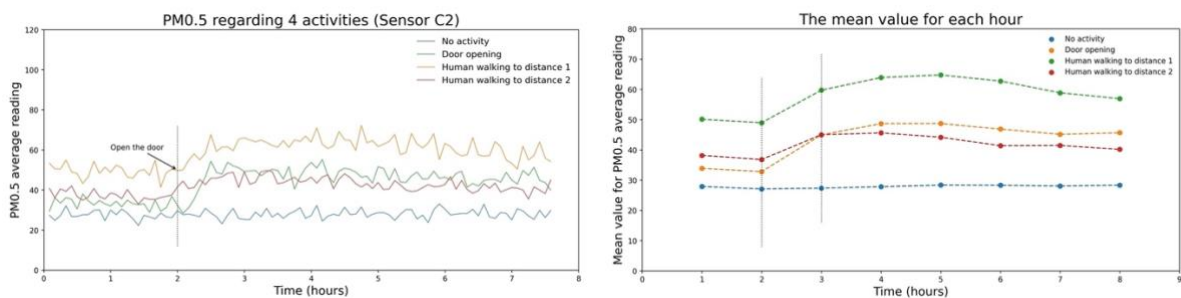 PM0.5 regarding 4 activities (Sensor C2)
PM0.5 average reading
120
100
80
60
40
20
0
No activity
Door opening
Human walking to distance 1
Human walking to distance 2
Open the door
0 1 2 3 4 5 6 7 8
Time (hours)
The mean value for each hour
Mean value for PM0.5 average reading
80
70
60
50
40
30
20
10
0
No activity
Door opening
Human walking to distance 1
Human walking to distance 2
0 1 2 3 4 5 6 7 8 9
Time (hours)